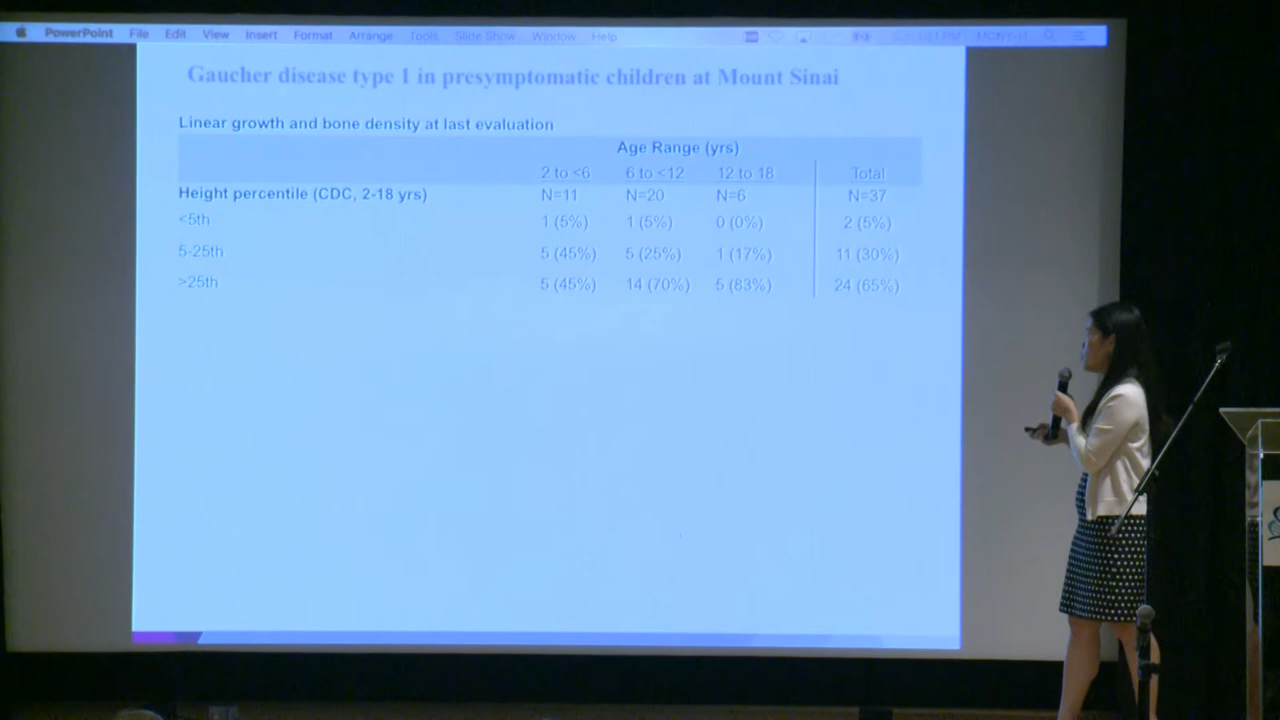 PowerPoint File Edit View Insert Format Arrange Tools Slide Show Window Help
Gaucher disease type 1 in presymptomatic children at Mount Sinai
Linear growth and bone density at last evaluation
Age Range (yrs)
2 to <6 6 to <12 12 to 18 Total
Height percentile (CDC, 2-18 yrs) N=11 N=20 N=6 N=37
<5th 1 (5%) 1 (5%) 0 (0%) 2 (5%)
5-25th 5 (45%) 5 (25%) 1 (17%) 11 (30%)
>25th 5 (45%) 14 (70%) 5 (83%) 24 (65%)